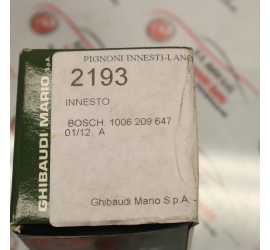 PIGNONI INNESTI-LANC
2193
INNESTO
BOSCH. 1006 209 647
01/12, A
Ghibaudi Mario S.p.A.
GHIBAUDI MARIO S.p.A.